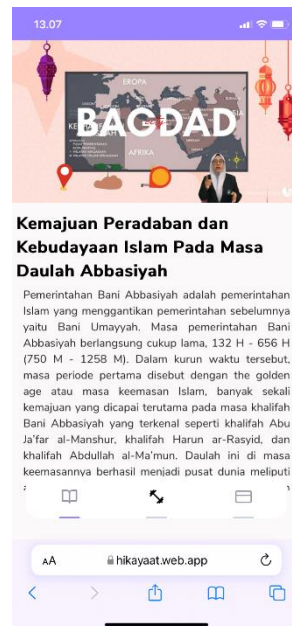 13.07
EROPA
BAGDAD
AFRIKA
Kemajuan Peradaban dan
Kebudayaan Islam Pada Masa
Daulah Abbasiyah
Pemerintahan Bani Abbasiyah adalah pemerintahan
Islam yang menggantikan pemerintahan sebelumnya
yaitu Bani Umayyah. Masa pemerintahan Bani
Abbasiyah berlangsung cukup lama, 132 H - 656 H
(750 M - 1258 M). Dalam kurun waktu tersebut,
masa periode pertama disebut dengan the golden
age atau masa keemasan Islam, banyak sekali
kemajuan yang dicapai terutama pada masa khalifah
Bani Abbasiyah yang terkenal seperti khalifah Abu
Ja'far al-Manshur, khalifah Harun ar-Rasyid, dan
khalifah Abdullah al-Ma'mun. Daulah ini di masa
keemasannya berhasil menjadi pusat dunia meliputi
AA
hikayaat.web.app